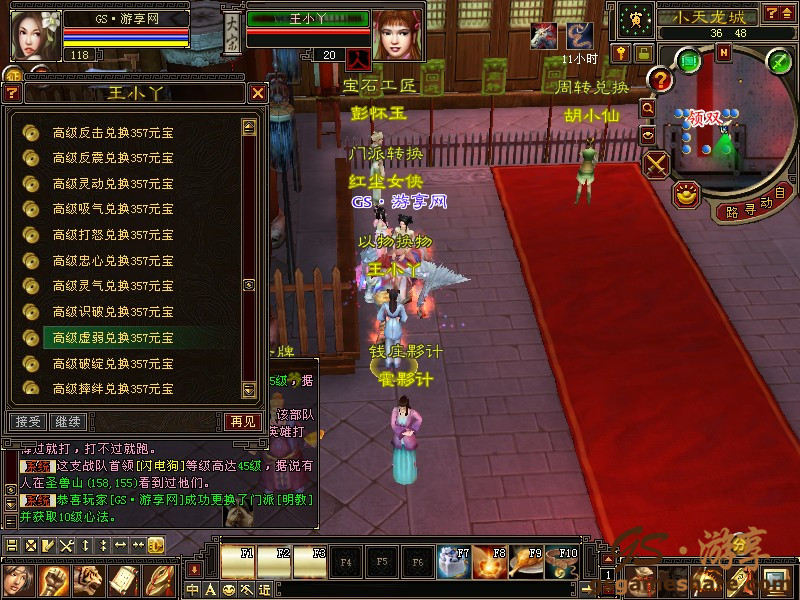 GS·游享网
118
大宗
王小丫
20
11小时
小天龙城
36 48
N
领双
自动寻路
王小丫
高级反击兑换357元宝
高级反震兑换357元宝
高级灵动兑换357元宝
高级吸气兑换357元宝
高级打怒兑换357元宝
高级忠心兑换357元宝
高级灵气兑换357元宝
高级识破兑换357元宝
高级虚弱兑换357元宝
高级破绽兑换357元宝
高级摔绊兑换357元宝
接受
继续
再见
宝石工匠
彭怀玉
门派转换
红尘女侠
GS·游享网
以物换物
王小丫
钱庄夥计
霍夥计
周转兑换
胡小仙
45级，据
该部队
英雄打
得过就打，打不过就跑。
系统 这支战队首领[闪电狗]等级高达45级，据说有
人在圣兽山(158,155)看到过他们。
系统 恭喜玩家[GS·游享网]成功更换了门派[明教]
并获取10级心法。
F1 F2 F3 F4 F5 F6 F7 F8 F9 F10
中 A 近
1
GS·游享